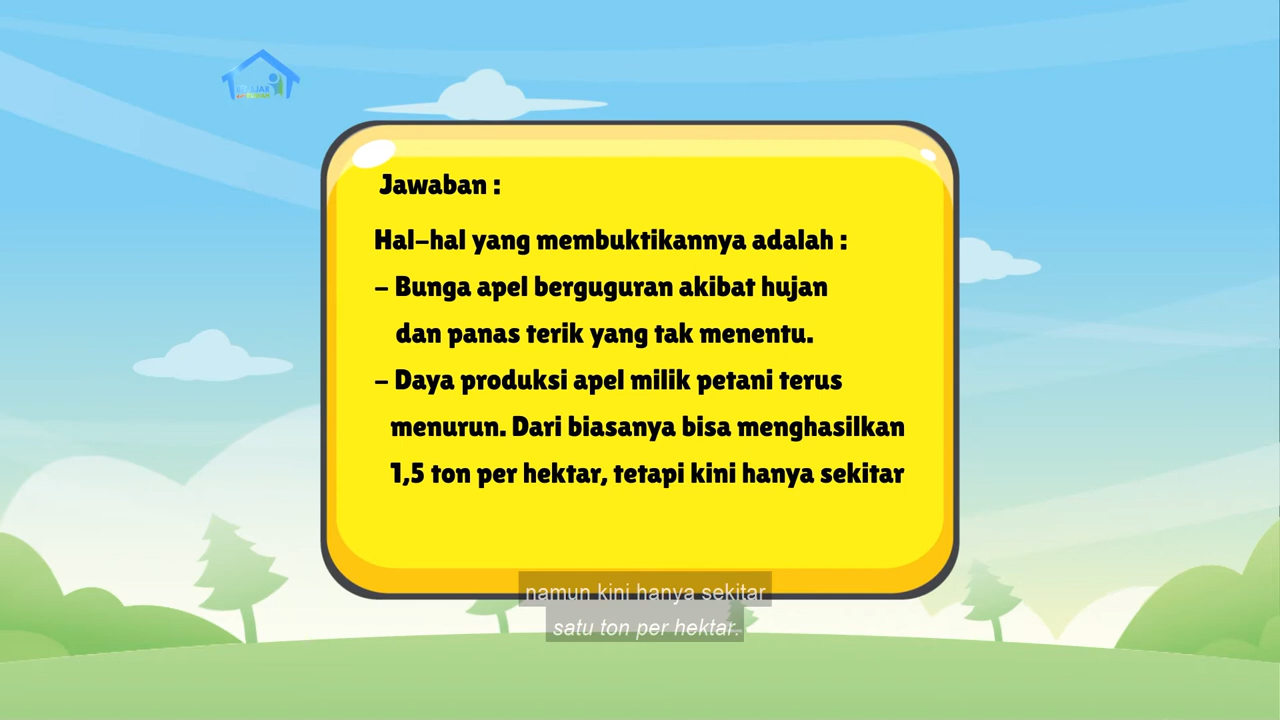 Jawaban :
Hal-hal yang membuktikannya adalah :
- Bunga apel berguguran akibat hujan
dan panas terik yang tak menentu.
- Daya produksi apel milik petani terus
menurun. Dari biasanya bisa menghasilkan
1,5 ton per hektar, tetapi kini hanya sekitar
namun kini hanya sekitar
satu ton per hektar.